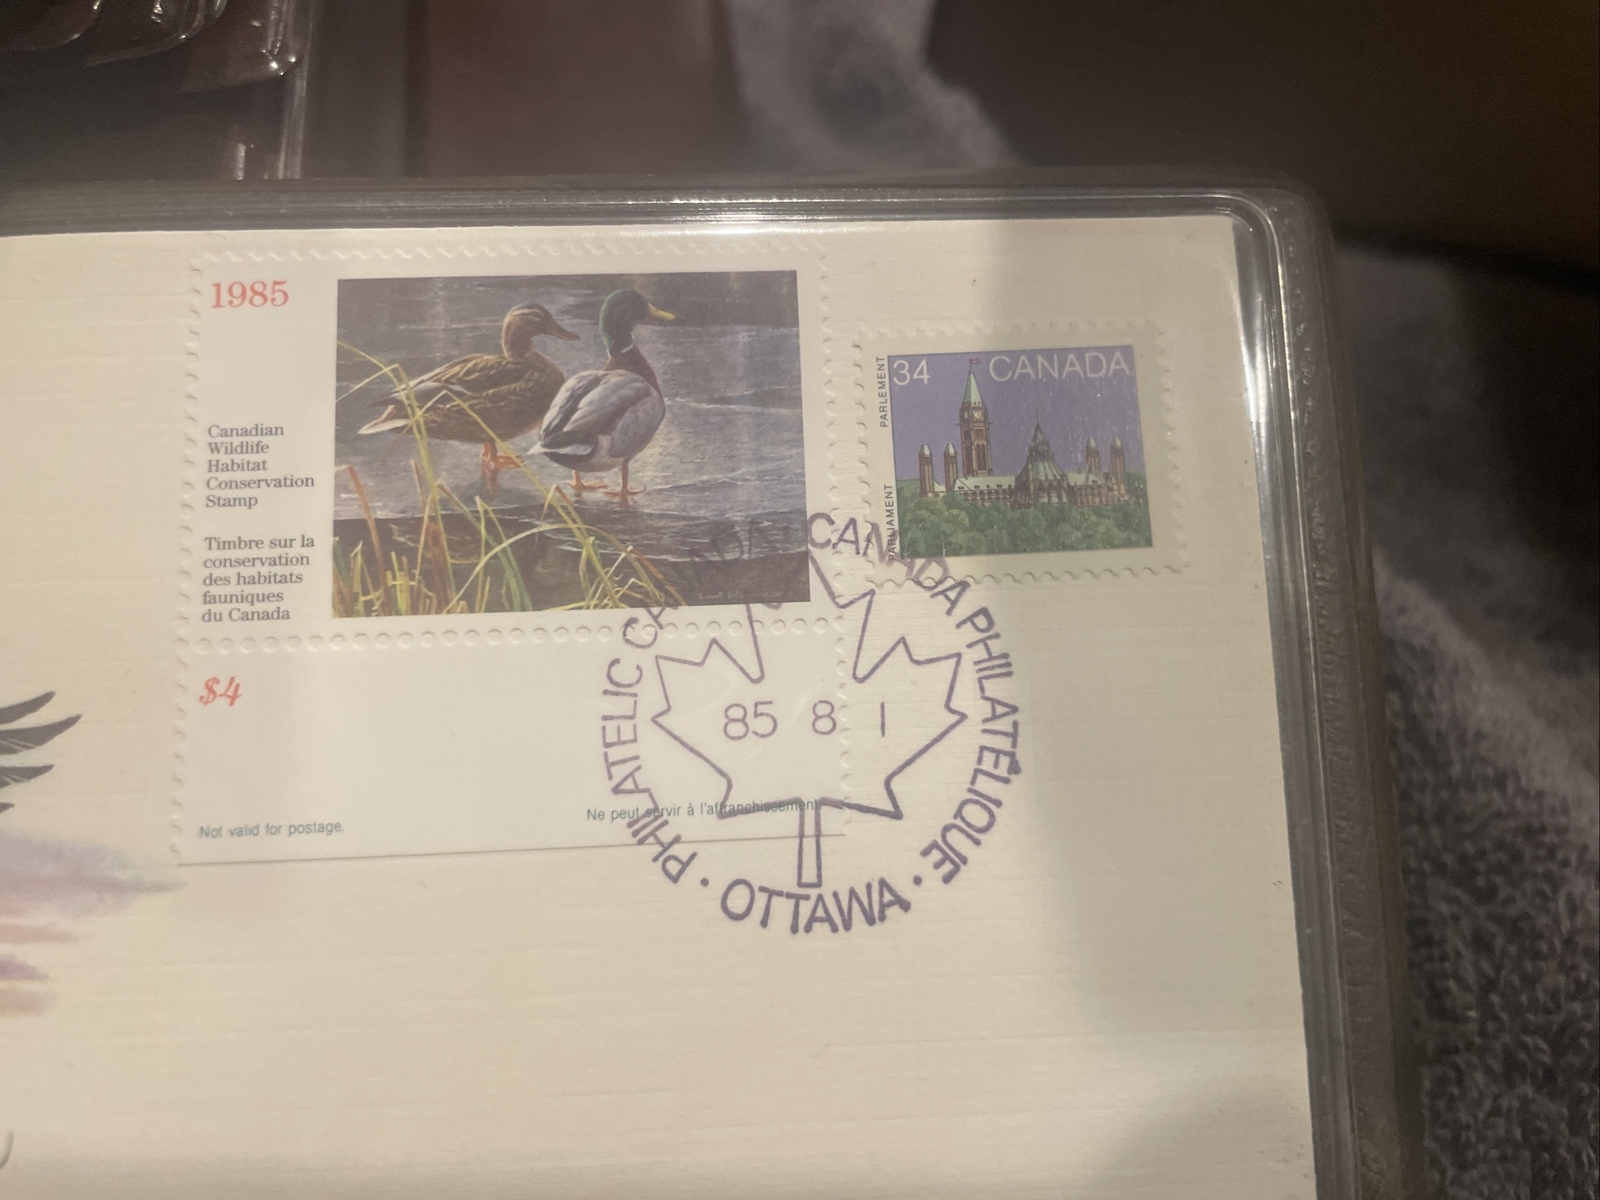 1985
Canadian
Wildlife
Habitat
Conservation
Stamp
Timbre sur la
conservation
des habitats
fauniques
du Canada
$4
Not valid for postage.
Ne peut servir à l'affranchissement
34 CANADA
PARLEMENT
PARLIAMENT
PHILATELIC CANADA
CANADA PHILATÉLIQUE
85 8 1
• OTTAWA •